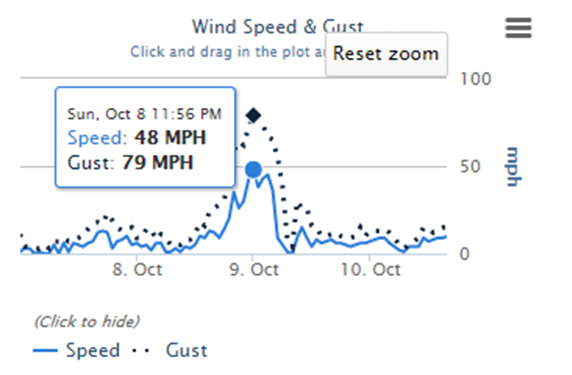 Wind Speed & Gust
Click and drag in the plot
Reset zoom
100
Sun, Oct 8 11:56 PM
Speed: 48 MPH
Gust: 79 MPH
50
mph
0
8. Oct
9. Oct
10. Oct
(Click to hide)
Speed
Gust